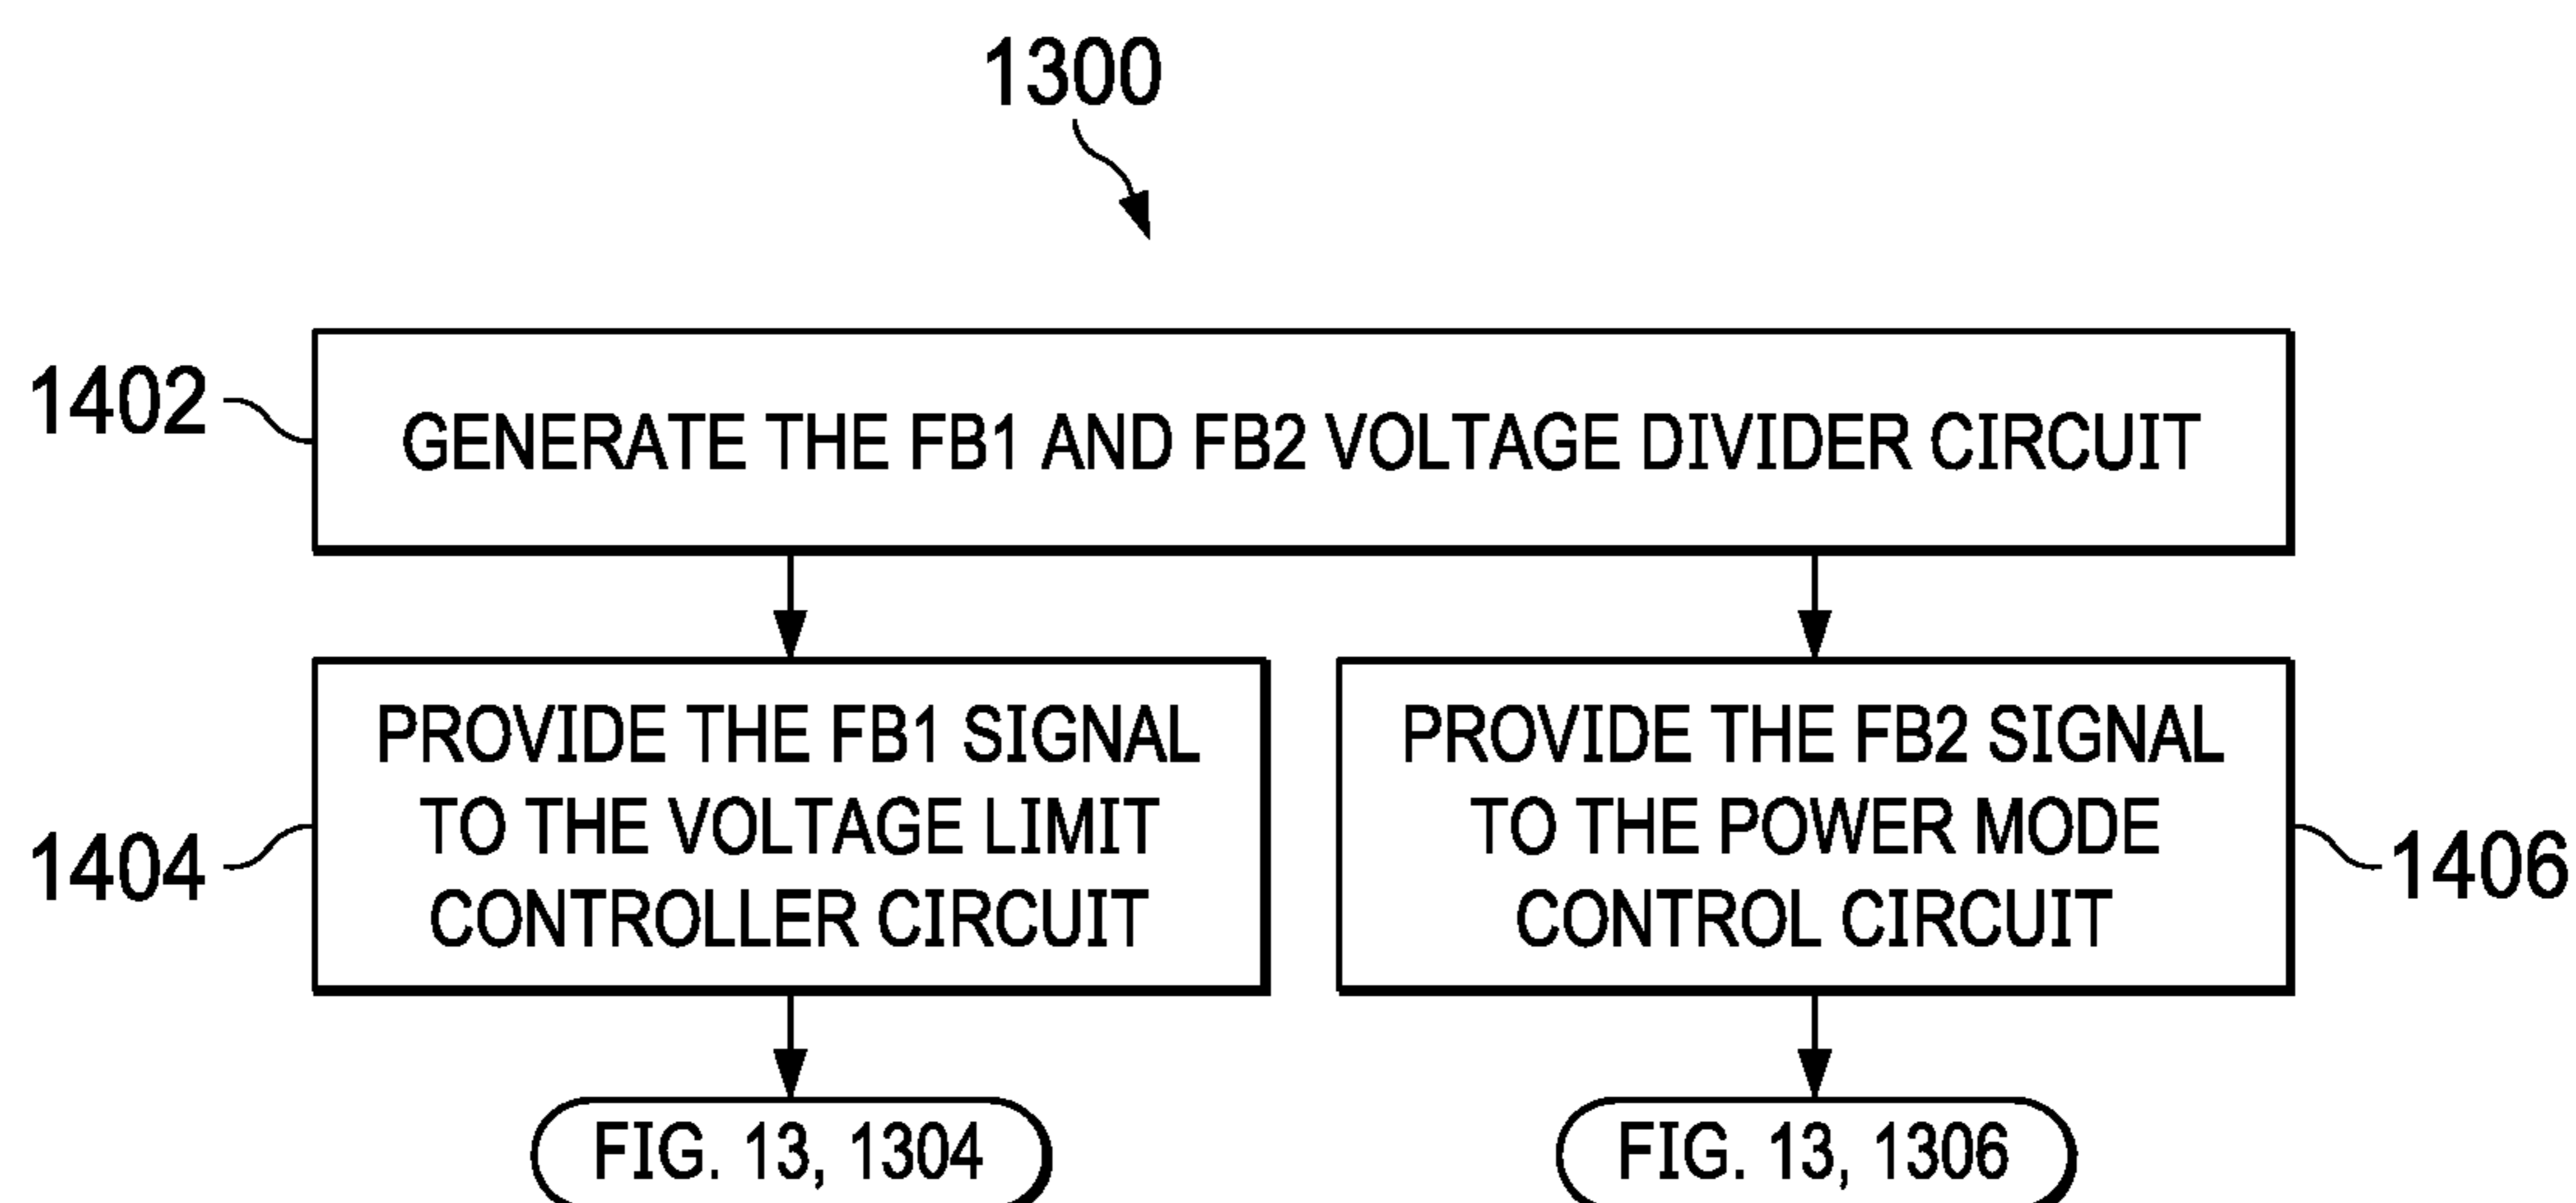 1300
1402
GENERATE THE FB1 AND FB2 VOLTAGE DIVIDER CIRCUIT
1404
PROVIDE THE FB1 SIGNAL
TO THE VOLTAGE LIMIT
CONTROLLER CIRCUIT
PROVIDE THE FB2 SIGNAL
TO THE POWER MODE
CONTROL CIRCUIT
1406
FIG. 13, 1304
FIG. 13, 1306